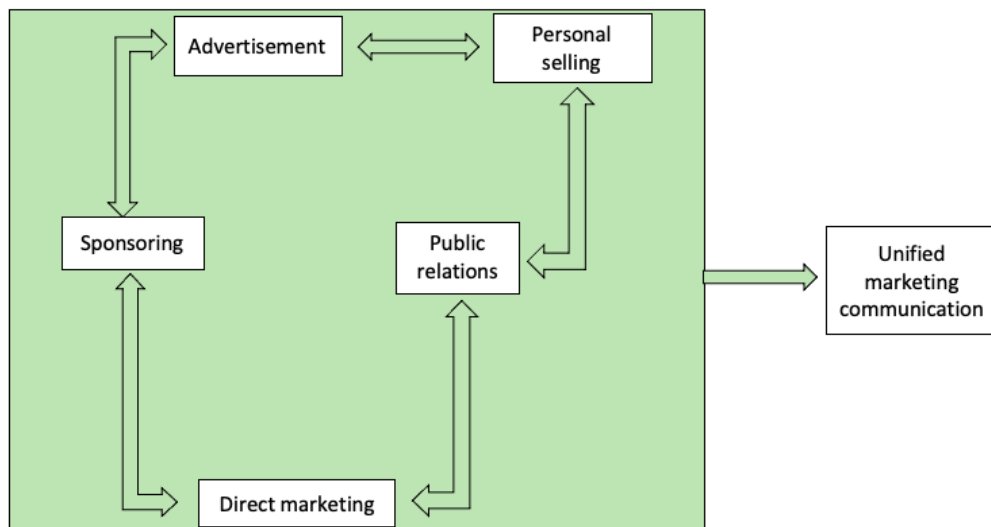 Advertisement
Personal
selling
Sponsoring
Public
relations
Unified
marketing
communication
Direct marketing